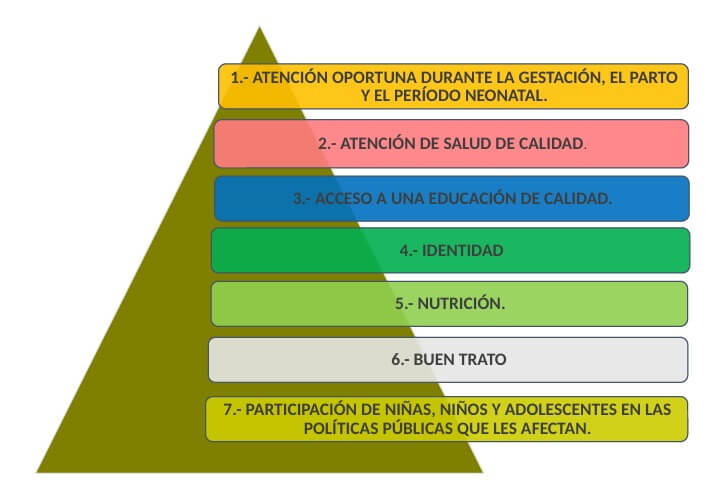 1.- ATENCIÓN OPORTUNA DURANTE LA GESTACIÓN, EL PARTO
Y EL PERÍODO NEONATAL.
2.- ATENCIÓN DE SALUD DE CALIDAD.
3.- ACCESO A UNA EDUCACIÓN DE CALIDAD.
4.- IDENTIDAD
5.- NUTRICIÓN.
6.- BUEN TRATO
7.- PARTICIPACIÓN DE NIÑAS, NIÑOS Y ADOLESCENTES EN LAS
POLÍTICAS PÚBLICAS QUE LES AFECTAN.